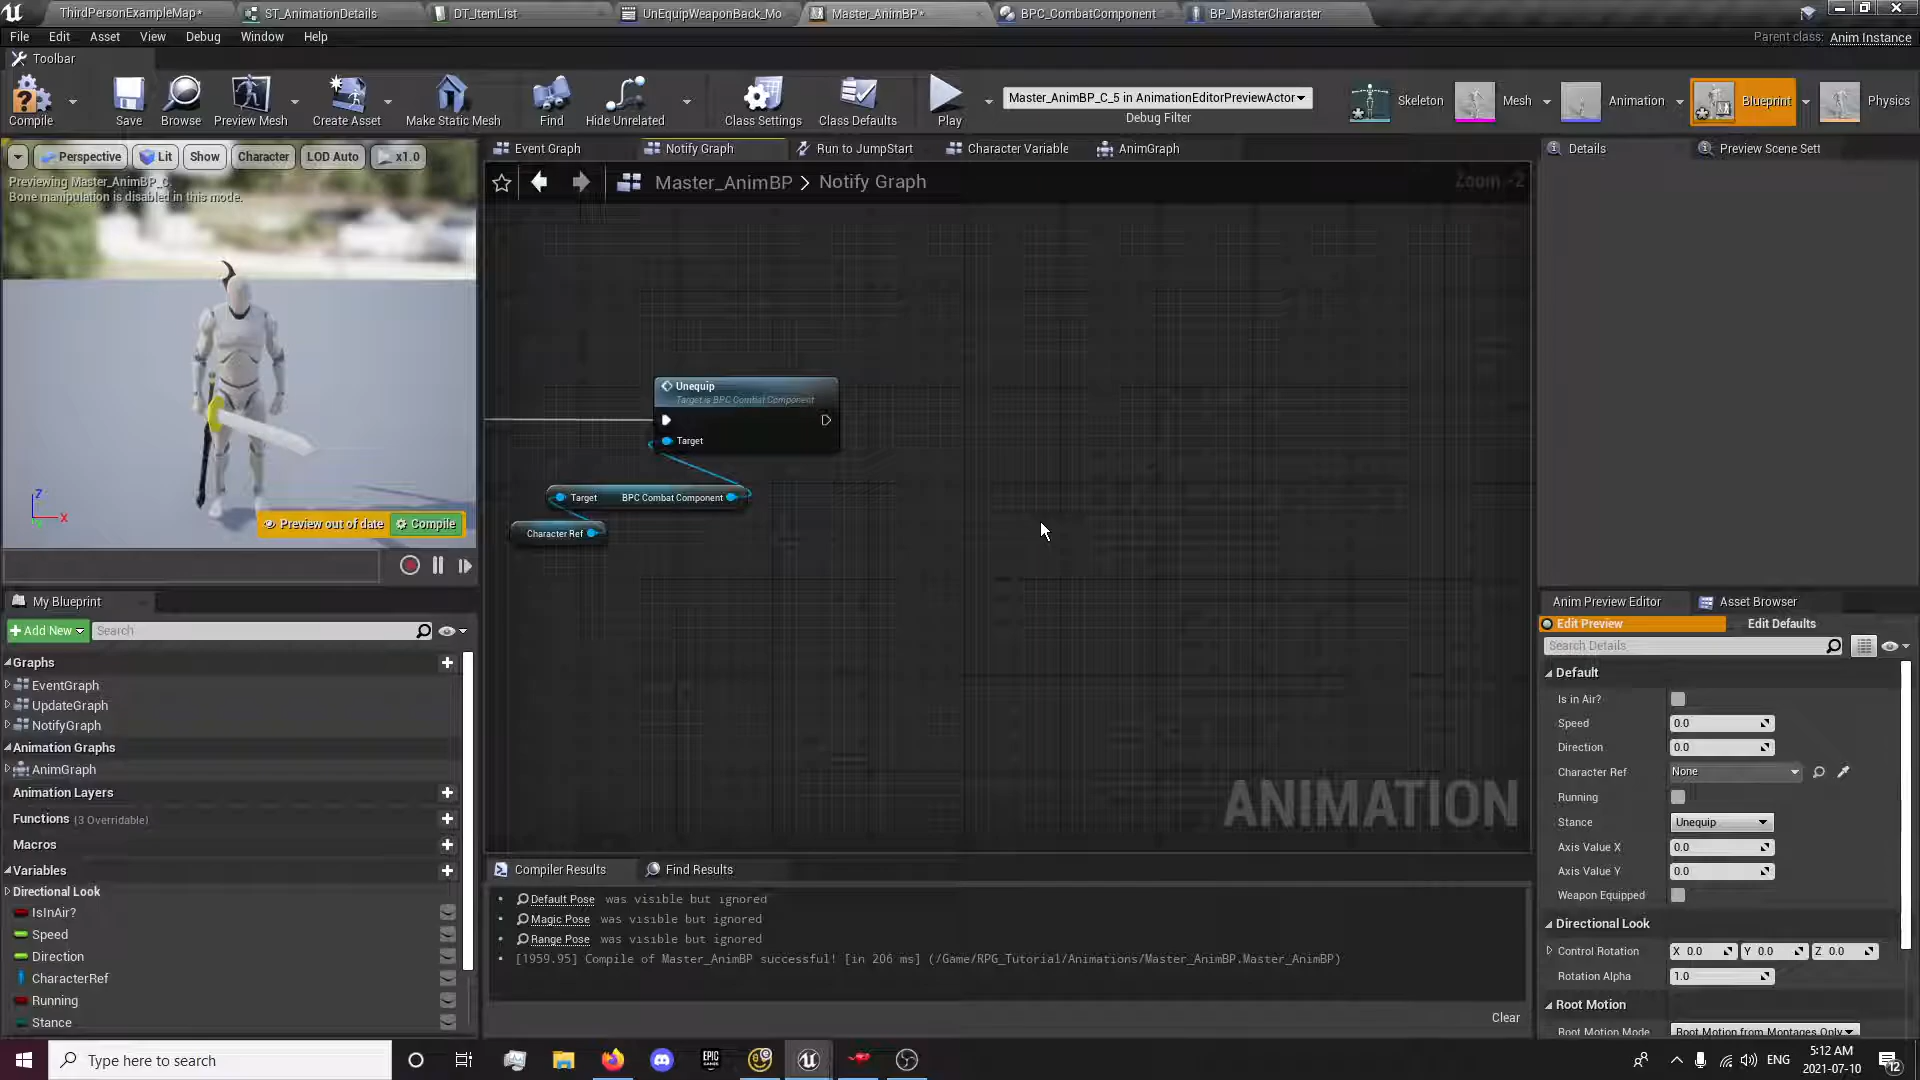 ThirdPersonExampleMap*
ST_AnimationDetails
DT_ItemList
UnEquipWeaponBack_Mo
Master_AnimBP*
BPC_CombatComponent
BP_MasterCharacter
File Edit Asset View Debug Window Help
Parent class: Anim Instance
Toolbar
Compile
Save
Browse
Preview Mesh
Create Asset
Make Static Mesh
Find
Hide Unrelated
Class Settings
Class Defaults
Play
Master_AnimBP_C_5 in AnimationEditorPreviewActor
Debug Filter
Skeleton
Mesh
Animation
Blueprint
Physics
Perspective Lit Show Character LOD Auto x1.0
Previewing Master_AnimBP_C.
Bone manipulation is disabled in this mode.
Z
X
Preview out of date Compile
Event Graph
Notify Graph
Run to JumpStart
Character Variable
AnimGraph
Master_AnimBP > Notify Graph
Zoom -2
Unequip
Target is BPC Combat Component
Target
Target BPC Combat Component
Character Ref
ANIMATION
Details
Preview Scene Sett
My Blueprint
Add New
Search
Graphs
EventGraph
UpdateGraph
NotifyGraph
Animation Graphs
AnimGraph
Animation Layers
Functions (3 Overridable)
Macros
Variables
Directional Look
IsInAir?
Speed
Direction
CharacterRef
Running
Stance
Compiler Results
Find Results
Default Pose was visible but ignored
Magic Pose was visible but ignored
Range Pose was visible but ignored
[1959.95] Compile of Master_AnimBP successful! [in 206 ms] (/Game/RPG_Tutorial/Animations/Master_AnimBP.Master_AnimBP)
Clear
Anim Preview Editor
Asset Browser
Edit Preview
Edit Defaults
Search Details
Default
Is in Air?
Speed 0.0
Direction 0.0
Character Ref None
Running
Stance Unequip
Axis Value X 0.0
Axis Value Y 0.0
Weapon Equipped
Directional Look
Control Rotation X 0.0 Y 0.0 Z 0.0
Rotation Alpha 1.0
Root Motion
Root Motion Mode Root Motion from Montages Only
Type here to search
EPIC GAMES
ENG
5:12 AM
2021-07-10
12